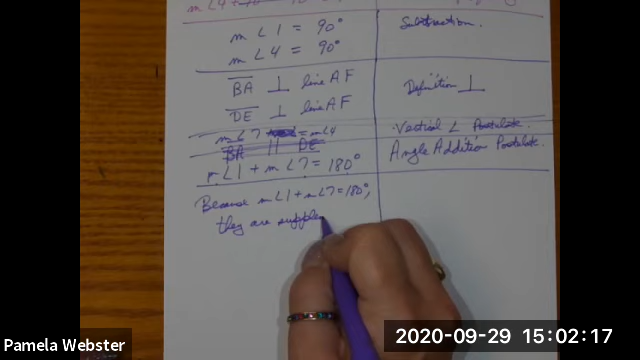 m∠1 = 90°
Subtraction.
m∠4 = 90°
BA ⊥ line AF
Definition ⊥
DE ⊥ line AF
m∠7 = m∠4
Vertical ∠ Postulate.
BA || DE
m∠1 + m∠7 = 180°
Angle Addition Postulate.
Because m∠1 + m∠7 = 180°,
they are supple
Pamela Webster
2020-09-29 15:02:17